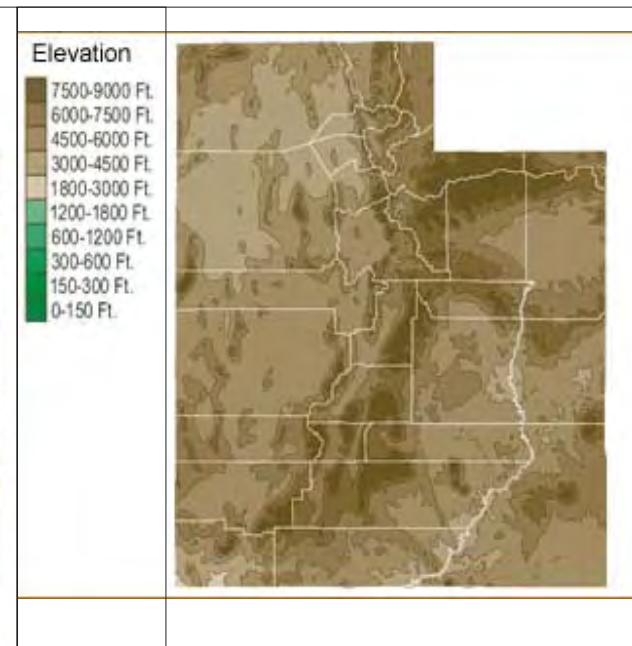 Elevation
7500-9000 Ft.
6000-7500 Ft.
4500-6000 Ft.
3000-4500 Ft.
1800-3000 Ft.
1200-1800 Ft.
600-1200 Ft.
300-600 Ft.
150-300 Ft.
0-150 Ft.